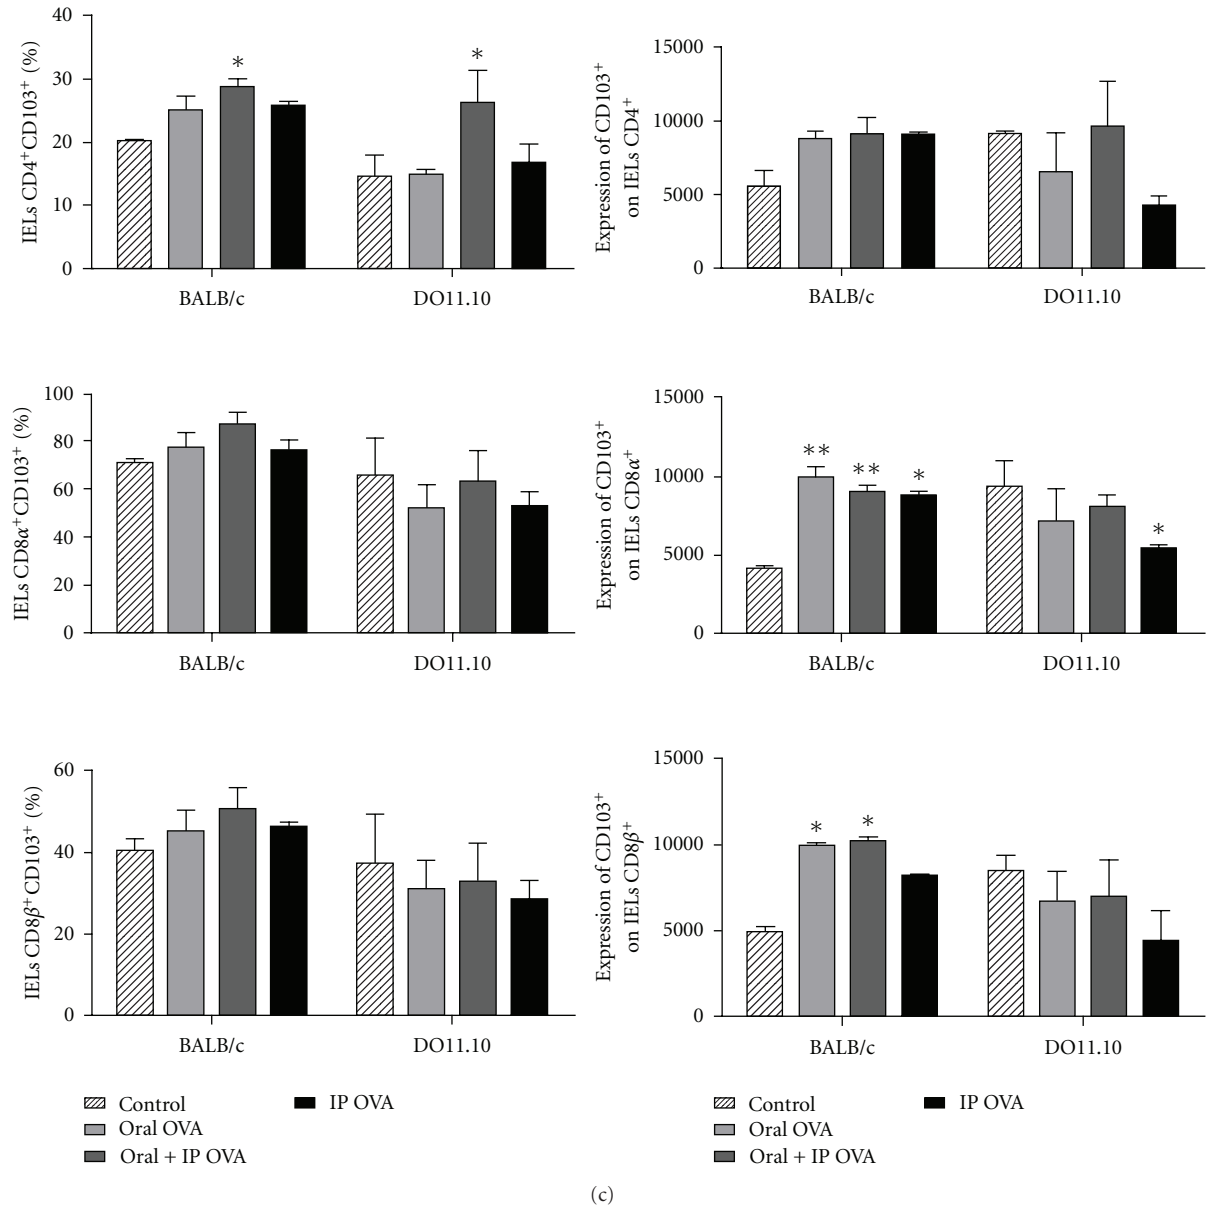 IELs CD4⁺CD103⁺ (%)
40
30
20
10
0
*
*
BALB/c
DO11.10
Expression of CD103⁺
on IELs CD4⁺
15000
10000
5000
0
BALB/c
DO11.10
IELs CD8α⁺CD103⁺ (%)
100
80
60
40
20
0
BALB/c
DO11.10
Expression of CD103⁺
on IELs CD8α⁺
15000
10000
5000
0
**
**
*
*
BALB/c
DO11.10
IELs CD8β⁺CD103⁺ (%)
60
40
20
0
BALB/c
DO11.10
Expression of CD103⁺
on IELs CD8β⁺
15000
10000
5000
0
*
*
BALB/c
DO11.10
Control
Oral OVA
Oral + IP OVA
IP OVA
Control
Oral OVA
Oral + IP OVA
IP OVA
(c)